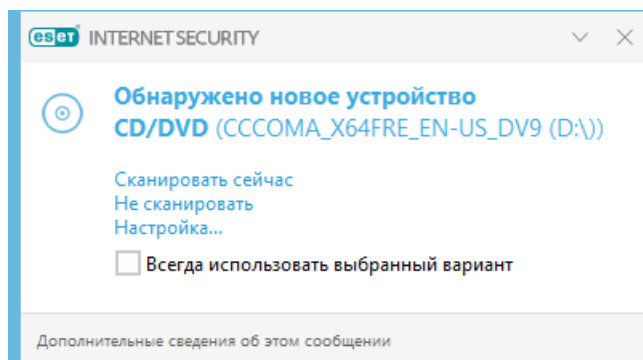 eset INTERNET SECURITY
Обнаружено новое устройство
CD/DVD (CCCOMA_X64FRE_EN-US_DV9 (D:\))
Сканировать сейчас
Не сканировать
Настройка...
Всегда использовать выбранный вариант
Дополнительные сведения об этом сообщении